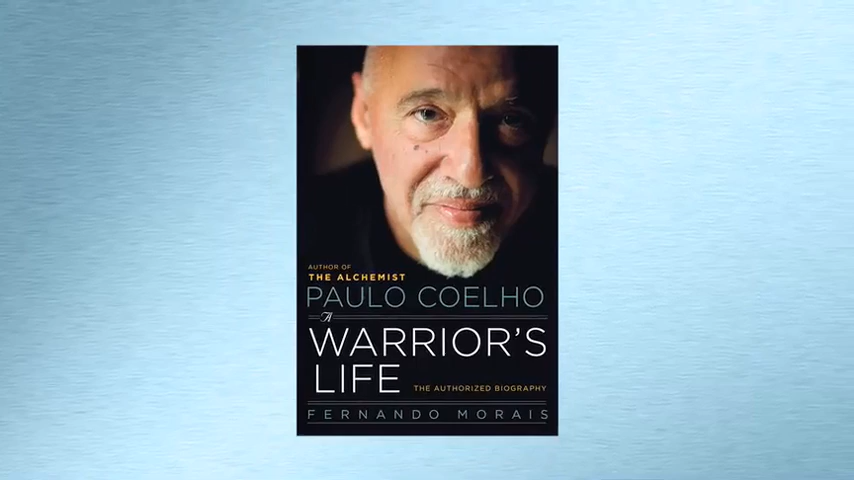 AUTHOR OF
THE ALCHEMIST
PAULO COELHO
A
WARRIOR'S
LIFE
THE AUTHORIZED BIOGRAPHY
FERNANDO MORAIS